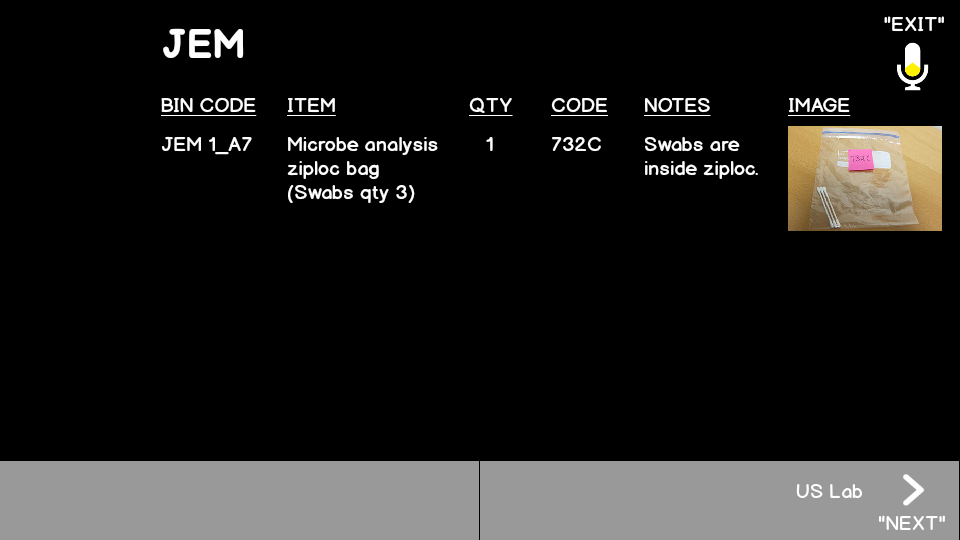 "EXIT"
JEM
BIN CODE ITEM QTY CODE NOTES IMAGE
JEM 1_A7 Microbe analysis 1 732C Swabs are
ziploc bag inside ziploc.
(Swabs qty 3)
732C
US Lab
"NEXT"